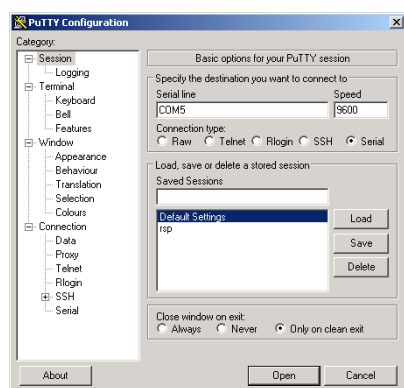 PuTTY Configuration
Category:
Session
Logging
Terminal
Keyboard
Bell
Features
Window
Appearance
Behaviour
Translation
Selection
Colours
Connection
Data
Proxy
Telnet
Rlogin
SSH
Serial
Basic options for your PuTTY session
Specify the destination you want to connect to
Serial line Speed
COM5 9600
Connection type:
Raw Telnet Rlogin SSH Serial
Load, save or delete a stored session
Saved Sessions
Default Settings
rsp
Load
Save
Delete
Close window on exit:
Always Never Only on clean exit
About Open Cancel